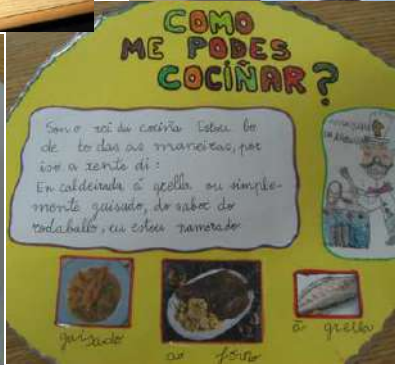 COMO
ME PODES
COCIÑAR?
Son o rei da cociña Estou bo
de todas as maneiras, por
iso a xente di:
En caldeirada á grella ou simple-
mente guisado, do sabor do
rodaballo, eu estou namorado
guisado
ao forno
á grella